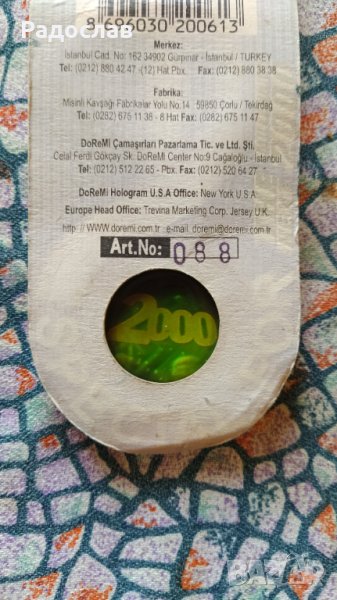 Радослав
8 696030 200613
Merkez:
İstanbul Cad. No: 162 34902 Gürpınar - İstanbul / TURKEY
Tel: (0212) 880 42 47 -(12) Hat Pbx. Fax: (0212) 880 38 38
Fabrika:
Misinli Kavşağı Fabrikalar Yolu No.14 59850 Çorlu / Tekirdağ
Tel: (0282) 675 11 38 - 8 Hat Fax: (0282) 675 11 47
DoReMİ Çamaşırları Pazarlama Tic. ve Ltd. Şti.
Cetal Ferdi Gökçay Sk. DoReMİ Center No:9 Cağaloğlu -İstanbul
Tel: (0212) 512 22 65 - Pbx. Fax: (0212) 520 64 27
DoReMi Hologram U.S.A Office: New York U.S.A.
Europe Head Office: Trevina Marketing Corp. Jersey U.K.
http: //WWW.doremi.com.tr e-mail: doremi@doremi.com.tr
Art.No: 088
2000